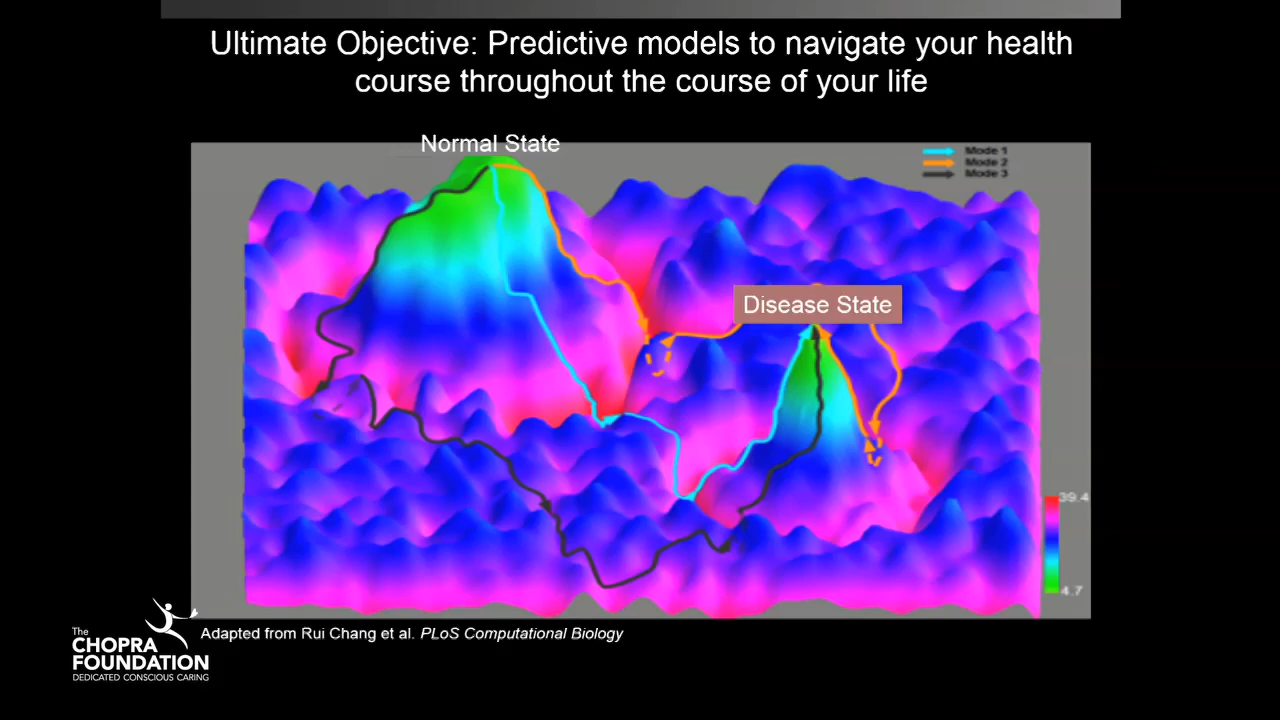 Ultimate Objective: Predictive models to navigate your health
course throughout the course of your life
Normal State
Mode 1
Mode 2
Mode 3
Disease State
39.4
4.7
Adapted from Rui Chang et al. PLoS Computational Biology
The
CHOPRA
FOUNDATION
DEDICATED CONSCIOUS CARING